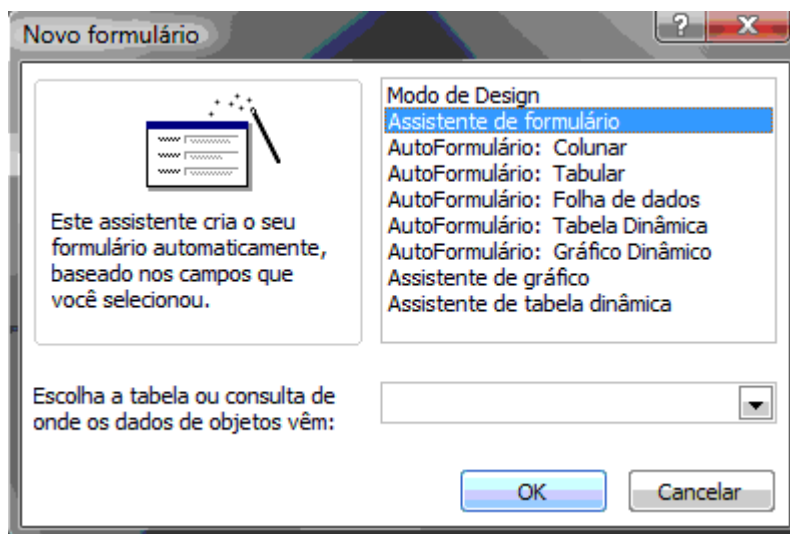 Novo formulário
Este assistente cria o seu
formulário automaticamente,
baseado nos campos que
você selecionou.
Modo de Design
Assistente de formulário
AutoFormulário: Colunar
AutoFormulário: Tabular
AutoFormulário: Folha de dados
AutoFormulário: Tabela Dinâmica
AutoFormulário: Gráfico Dinâmico
Assistente de gráfico
Assistente de tabela dinâmica
Escolha a tabela ou consulta de
onde os dados de objetos vêm:
OK
Cancelar